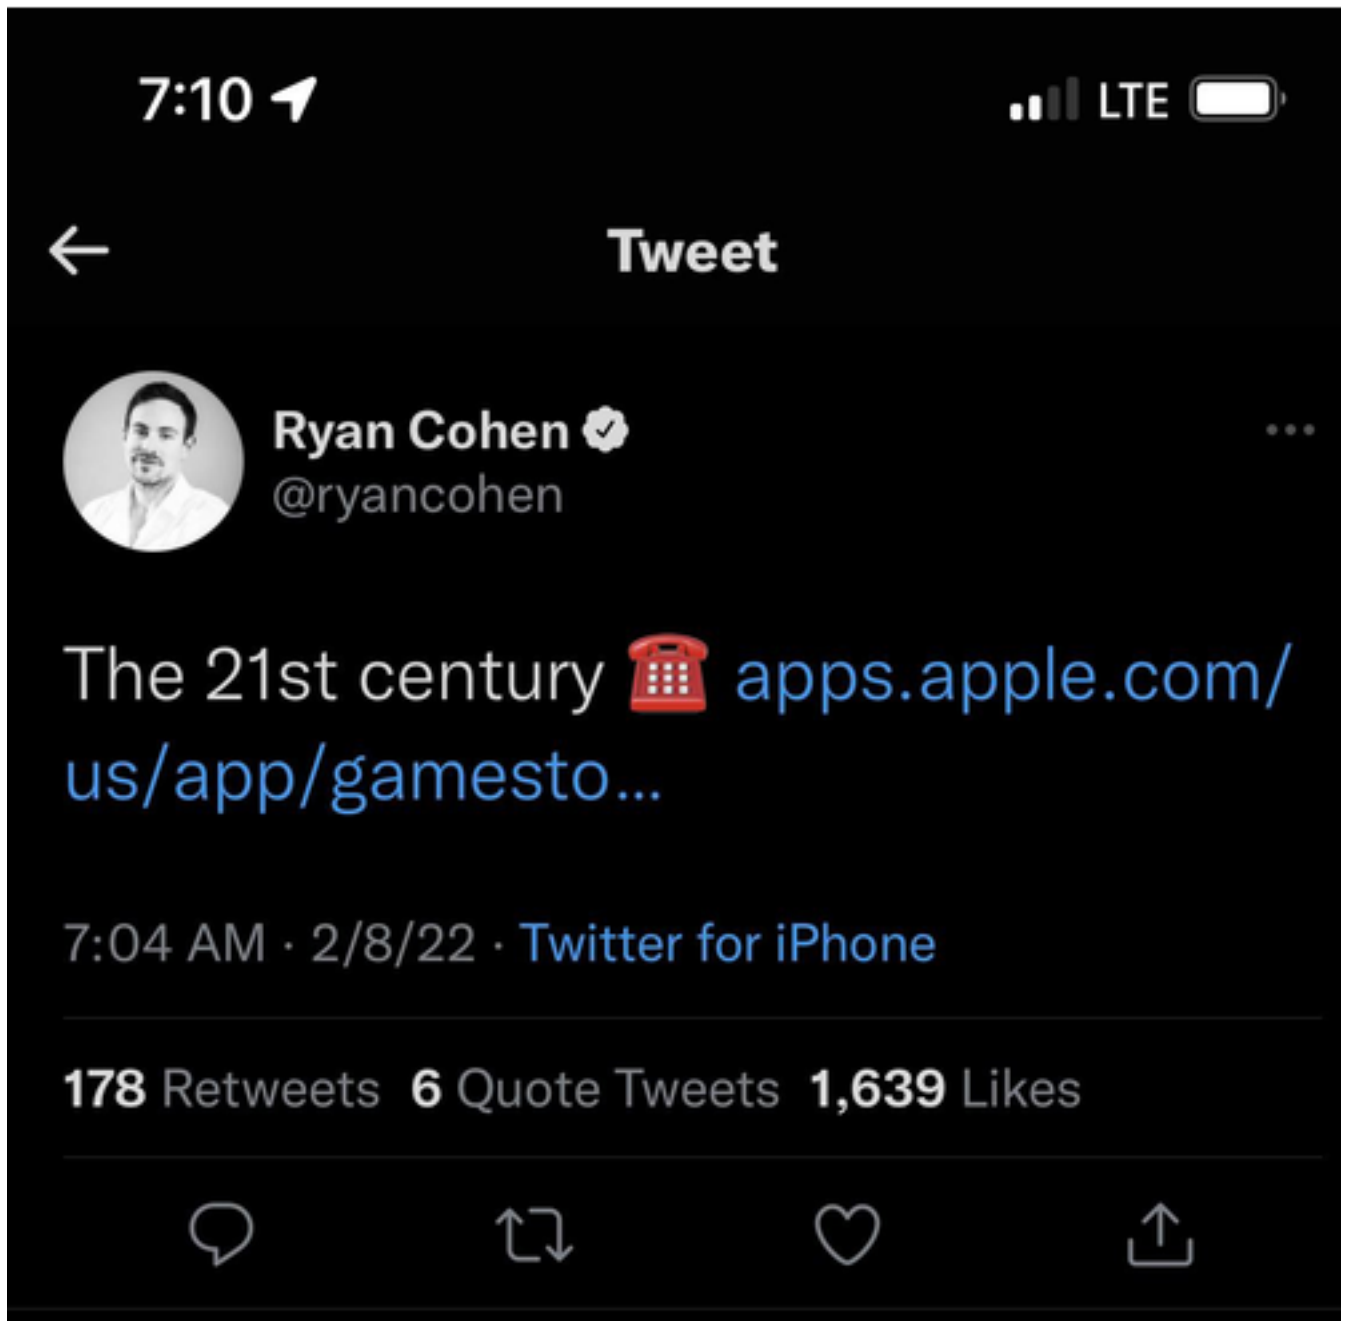 7:10 LTE
Tweet
Ryan Cohen
@ryancohen
The 21st century ☎️ apps.apple.com/
us/app/gamesto...
7:04 AM · 2/8/22 · Twitter for iPhone
178 Retweets 6 Quote Tweets 1,639 Likes